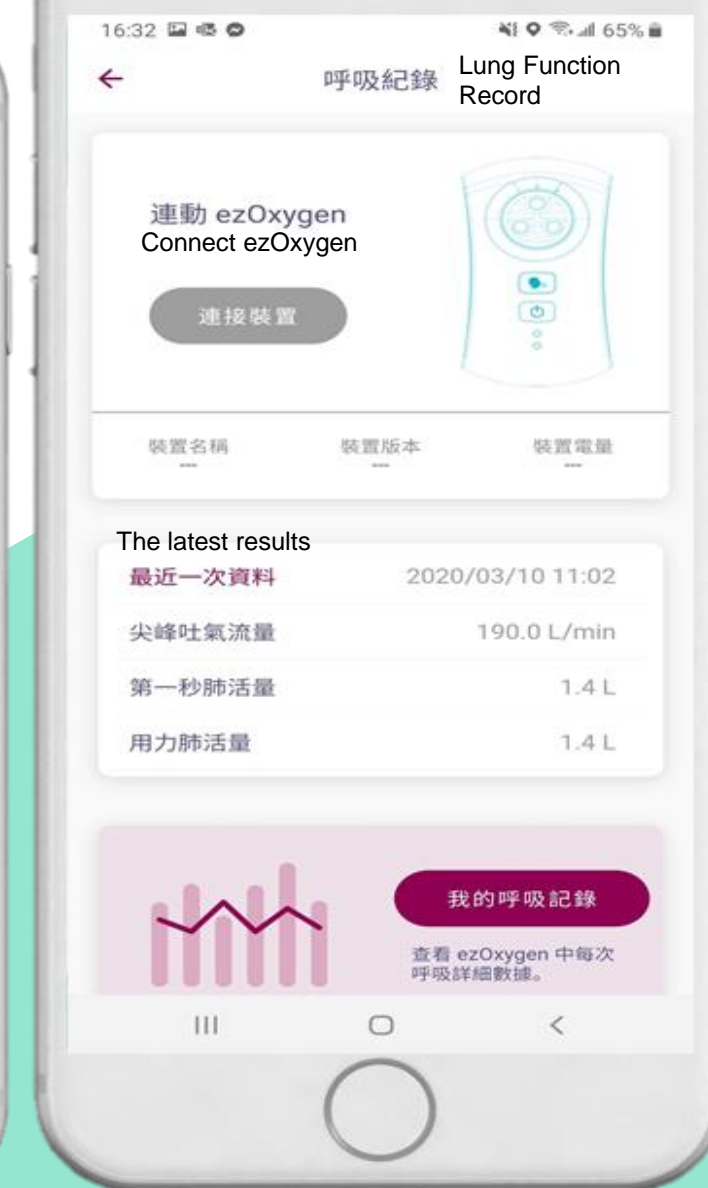 16:32
65%
呼吸紀錄
Lung Function
Record
連動 ezOxygen
Connect ezOxygen
連接裝置
裝置名稱 裝置版本 裝置電量
--- --- ---
The latest results
最近一次資料 2020/03/10 11:02
尖峰吐氣流量 190.0 L/min
第一秒肺活量 1.4 L
用力肺活量 1.4 L
我的呼吸記錄
查看 ezOxygen 中每次
呼吸詳細數據。